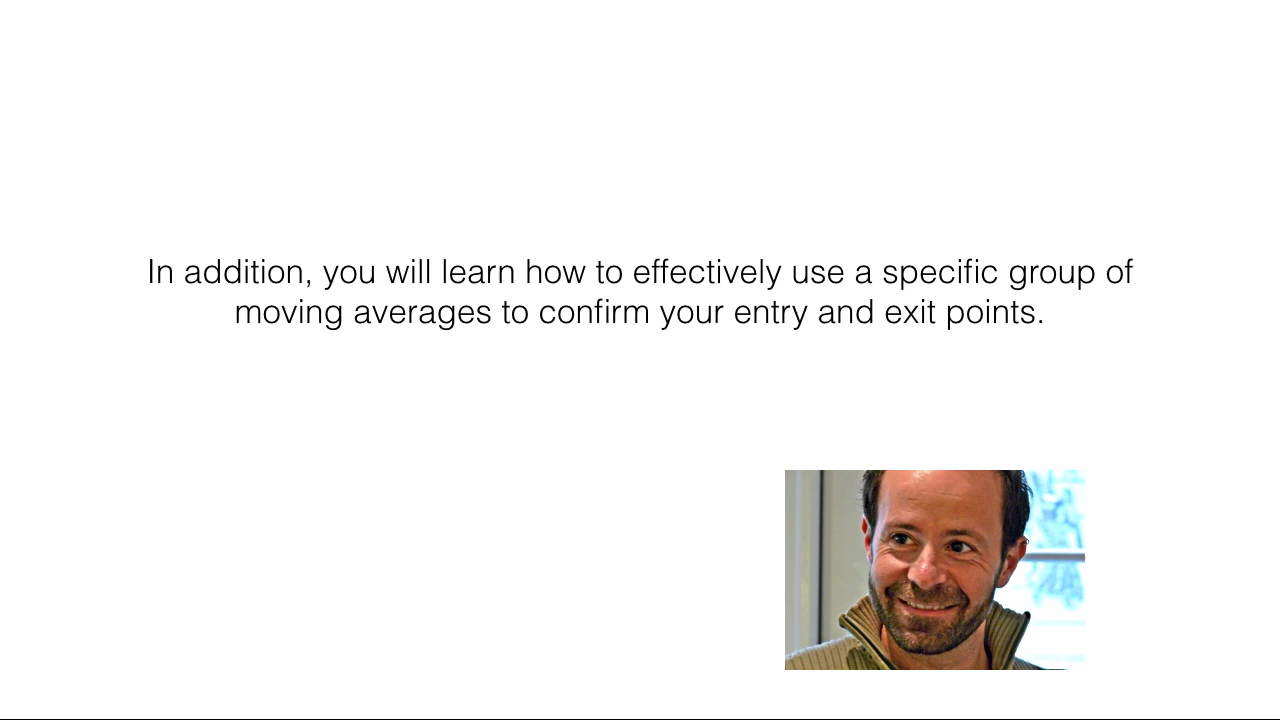 In addition, you will learn how to effectively use a specific group of
moving averages to confirm your entry and exit points.